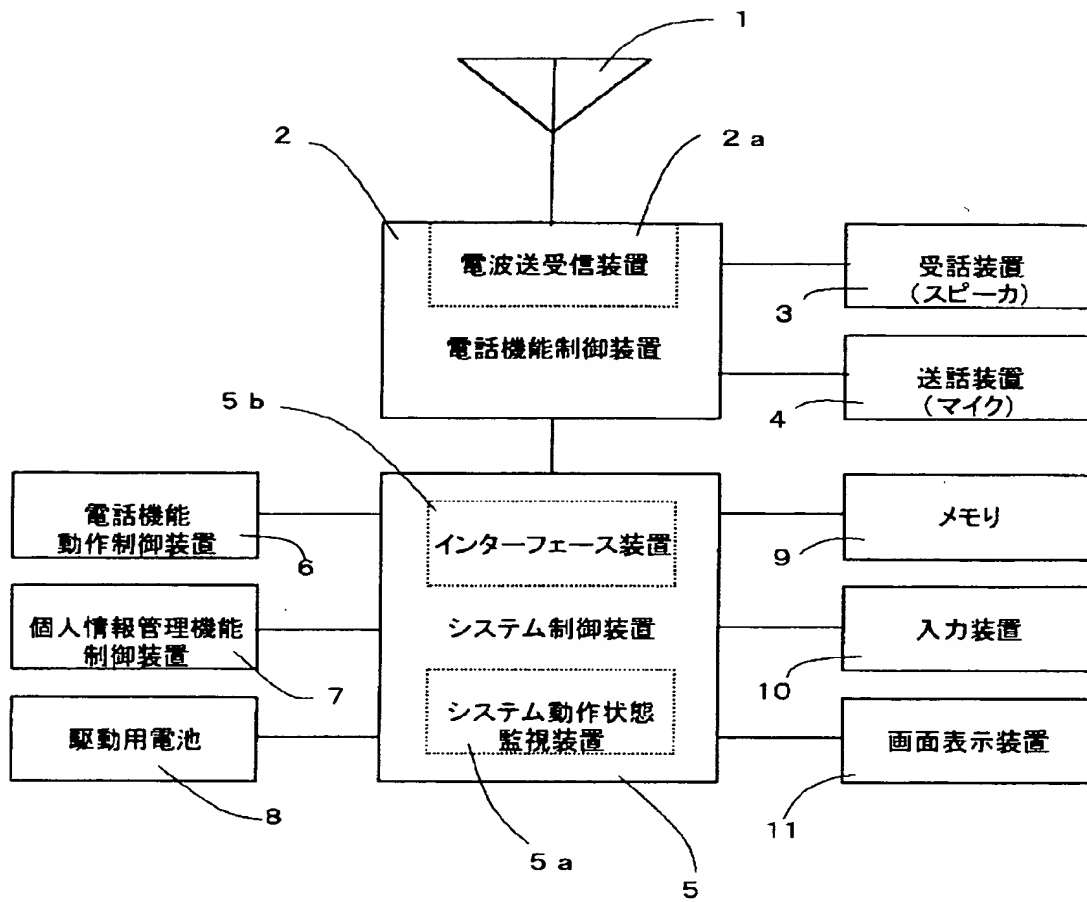 1
2
2a
電波送受信装置
電話機能制御装置
受話装置
(スピーカ)
3
送話装置
(マイク)
4
5b
電話機能
動作制御装置
6
インターフェース装置
メモリ
9
個人情報管理機能
制御装置
7
システム制御装置
入力装置
10
駆動用電池
8
システム動作状態
監視装置
画面表示装置
11
5a
5